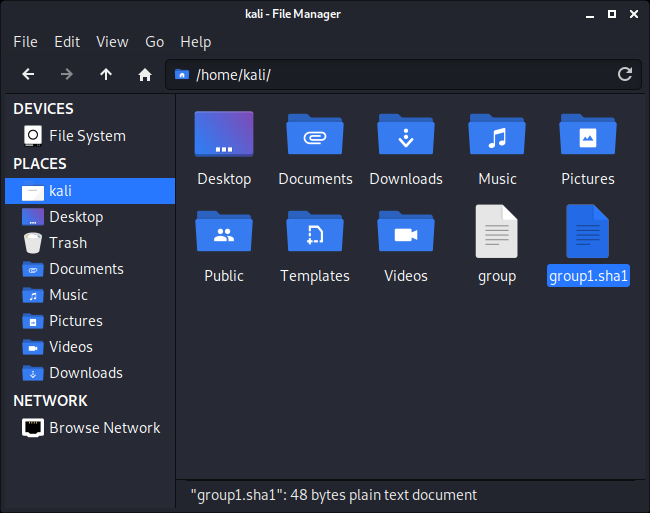 kali - File Manager
File Edit View Go Help
/home/kali/
DEVICES
File System
PLACES
kali
Desktop
Trash
Documents
Music
Pictures
Videos
Downloads
NETWORK
Browse Network
Desktop Documents Downloads Music Pictures
Public Templates Videos group group1.sha1
"group1.sha1": 48 bytes plain text document